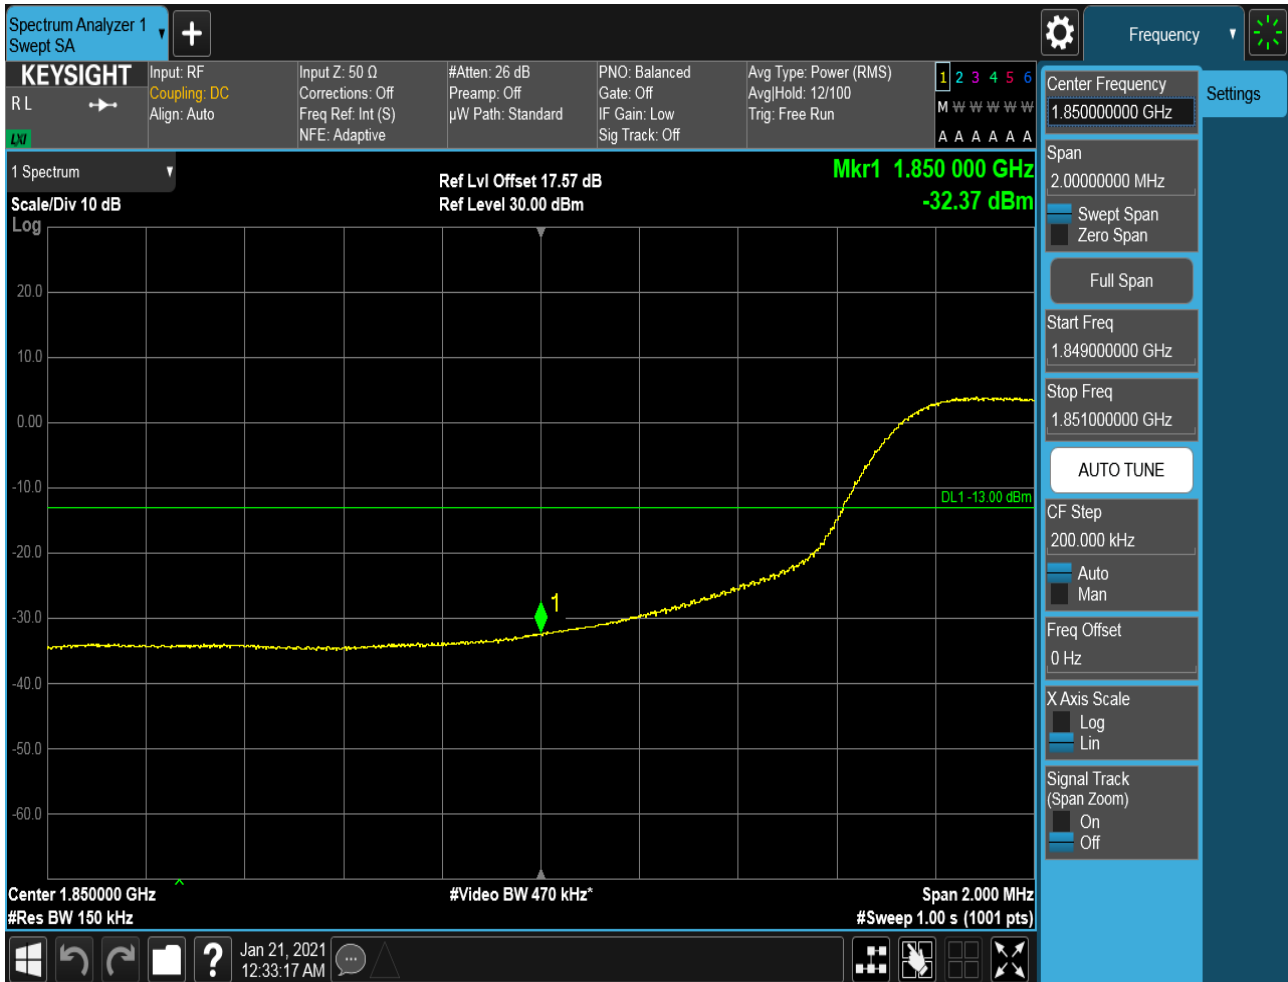 Spectrum Analyzer 1
Swept SA
Frequency
KEYSIGHT
R L
LXI
Input: RF
Coupling: DC
Align: Auto
Input Z: 50 Ω
Corrections: Off
Freq Ref: Int (S)
NFE: Adaptive
#Atten: 26 dB
Preamp: Off
µW Path: Standard
PNO: Balanced
Gate: Off
IF Gain: Low
Sig Track: Off
Avg Type: Power (RMS)
Avg|Hold: 12/100
Trig: Free Run
1 2 3 4 5 6
M W W W W W
A A A A A A
Center Frequency
1.850000000 GHz
Settings
1 Spectrum
Scale/Div 10 dB
Log
Ref Lvl Offset 17.57 dB
Ref Level 30.00 dBm
Mkr1 1.850 000 GHz
-32.37 dBm
20.0
10.0
0.00
-10.0
-20.0
-30.0
-40.0
-50.0
-60.0
DL1 -13.00 dBm
1
Span
2.00000000 MHz
Swept Span
Zero Span
Full Span
Start Freq
1.849000000 GHz
Stop Freq
1.851000000 GHz
AUTO TUNE
CF Step
200.000 kHz
Auto
Man
Freq Offset
0 Hz
X Axis Scale
Log
Lin
Signal Track
(Span Zoom)
On
Off
Center 1.850000 GHz
#Res BW 150 kHz
#Video BW 470 kHz*
Span 2.000 MHz
#Sweep 1.00 s (1001 pts)
?
Jan 21, 2021
12:33:17 AM